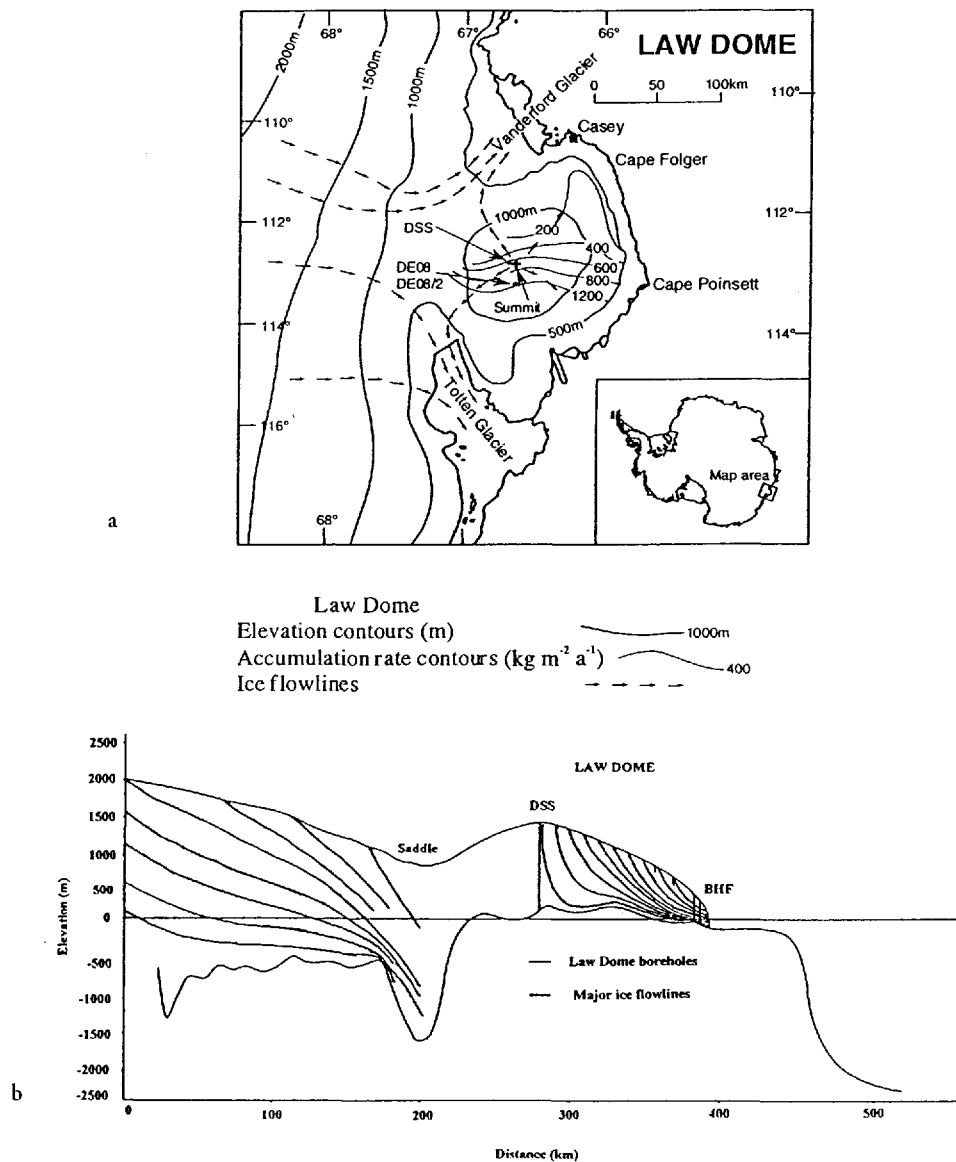 68°
67°
66°
LAW DOME
0 50 100km
2000m
1500m
1000m
110°
110°
Vanderford Glacier
Casey
Cape Folger
112°
112°
1000m
200
DSS
400
DE08
600
DE08/2
800
Cape Poinsett
1200
Summit
500m
114°
114°
Totten Glacier
116°
Map area
68°
a
Law Dome
Elevation contours (m) 1000m
Accumulation rate contours (kg m⁻² a⁻¹) 400
Ice flowlines
2500
2000
1500
1000
500
0
-500
-1000
-1500
-2000
-2500
Elevation (m)
LAW DOME
DSS
Saddle
BHF
Law Dome boreholes
Major ice flowlines
b
0 100 200 300 400 500
Distance (km)